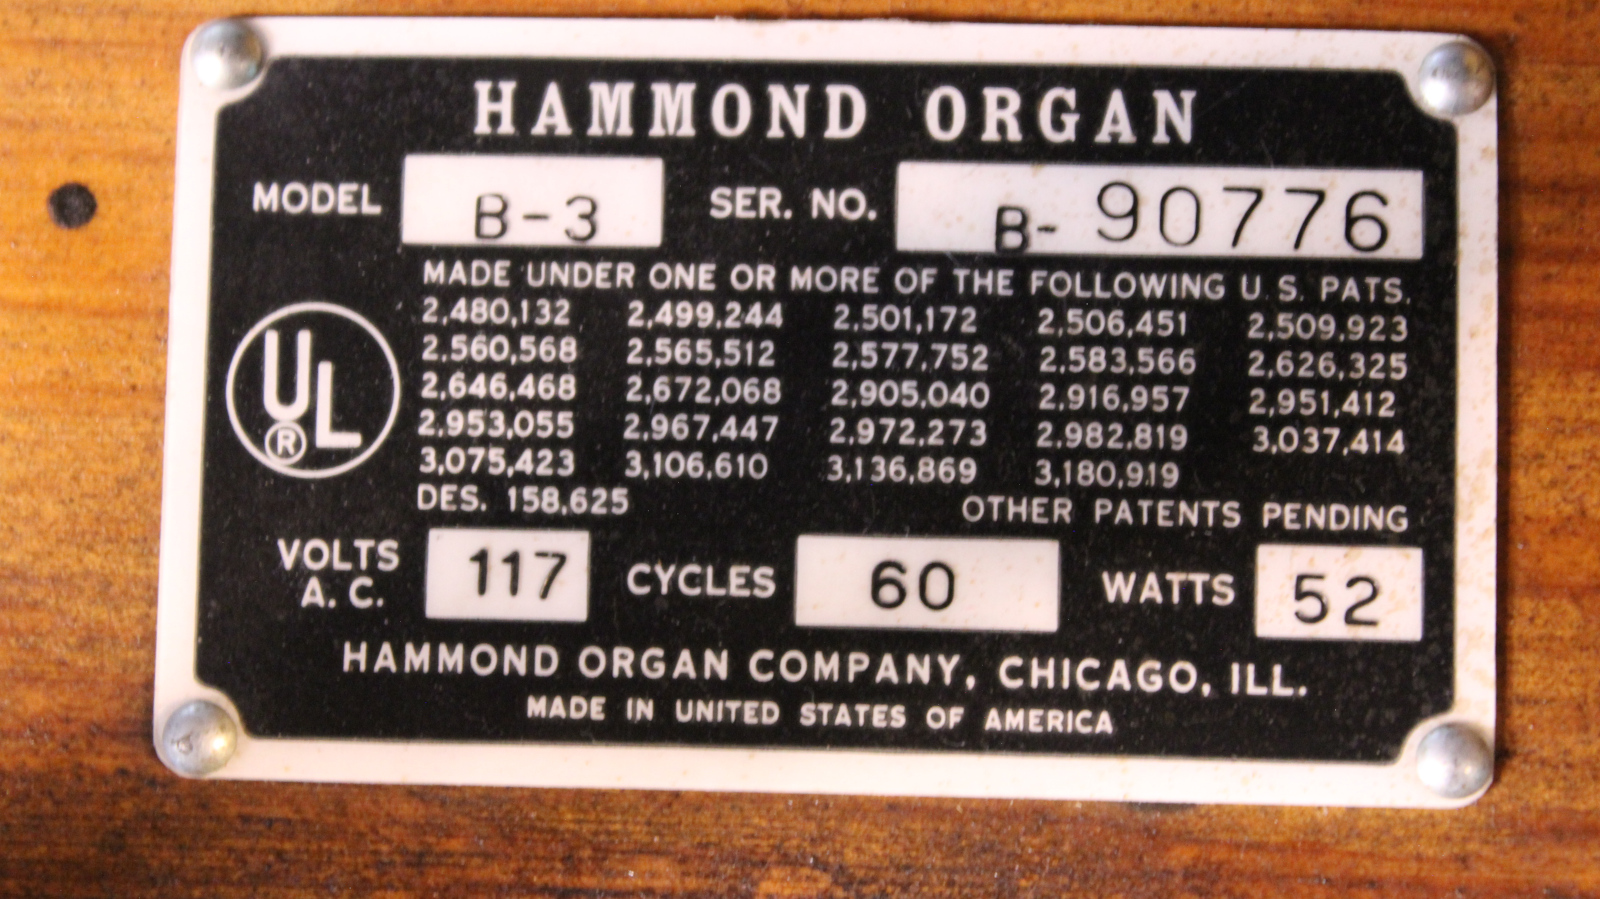 HAMMOND ORGAN
MODEL B-3 SER. NO. B- 90776
MADE UNDER ONE OR MORE OF THE FOLLOWING U.S. PATS.
2,480,132 2,499,244 2,501,172 2,506,451 2,509,923
2,560,568 2,565,512 2,577,752 2,583,566 2,626,325
2,646,468 2,672,068 2,905,040 2,916,957 2,951,412
2,953,055 2,967,447 2,972,273 2,982,819 3,037,414
3,075,423 3,106,610 3,136,869 3,180,919
DES. 158,625 OTHER PATENTS PENDING
UL
®
VOLTS A.C. 117 CYCLES 60 WATTS 52
HAMMOND ORGAN COMPANY, CHICAGO, ILL.
MADE IN UNITED STATES OF AMERICA